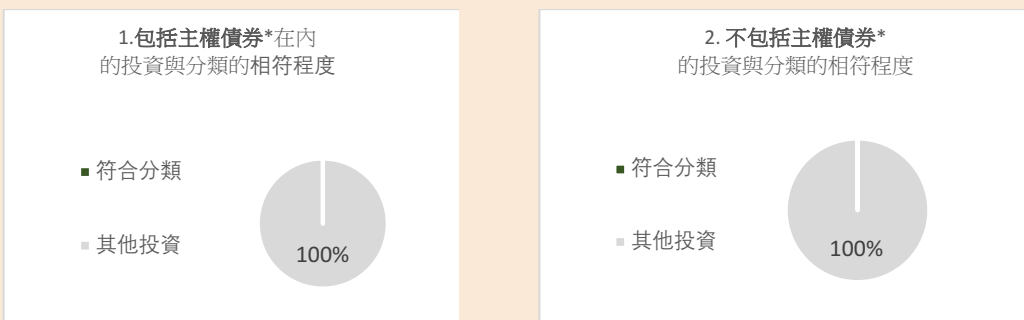 1.包括主權債券*在內
的投資與分類的相符程度
符合分類
其他投資
100%
2. 不包括主權債券*
的投資與分類的相符程度
符合分類
其他投資
100%